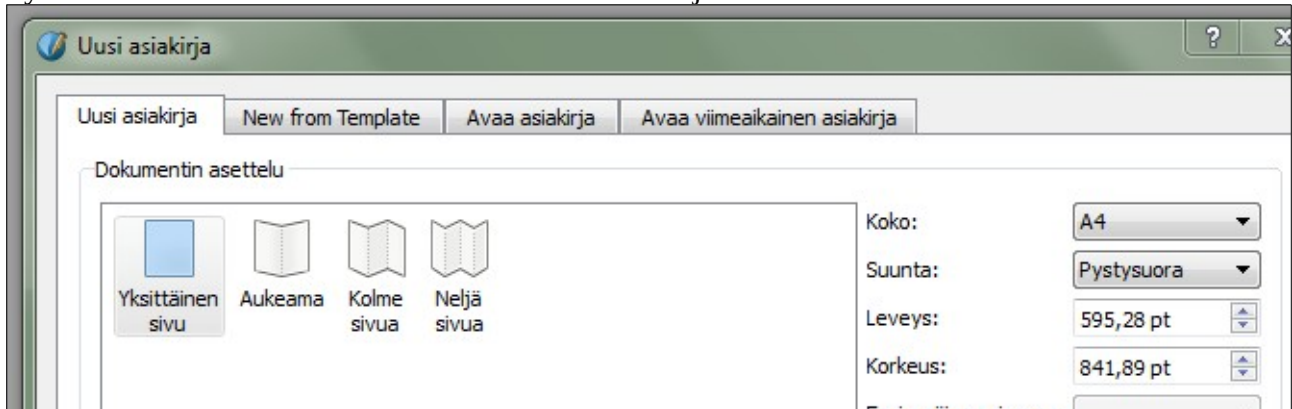 Uusi asiakirja
Uusi asiakirja New from Template Avaa asiakirja Avaa viimeaikainen asiakirja
Dokumentin asettelu
Yksittäinen sivu Aukeama Kolme sivua Neljä sivua
Koko: A4
Suunta: Pystysuora
Leveys: 595,28 pt
Korkeus: 841,89 pt